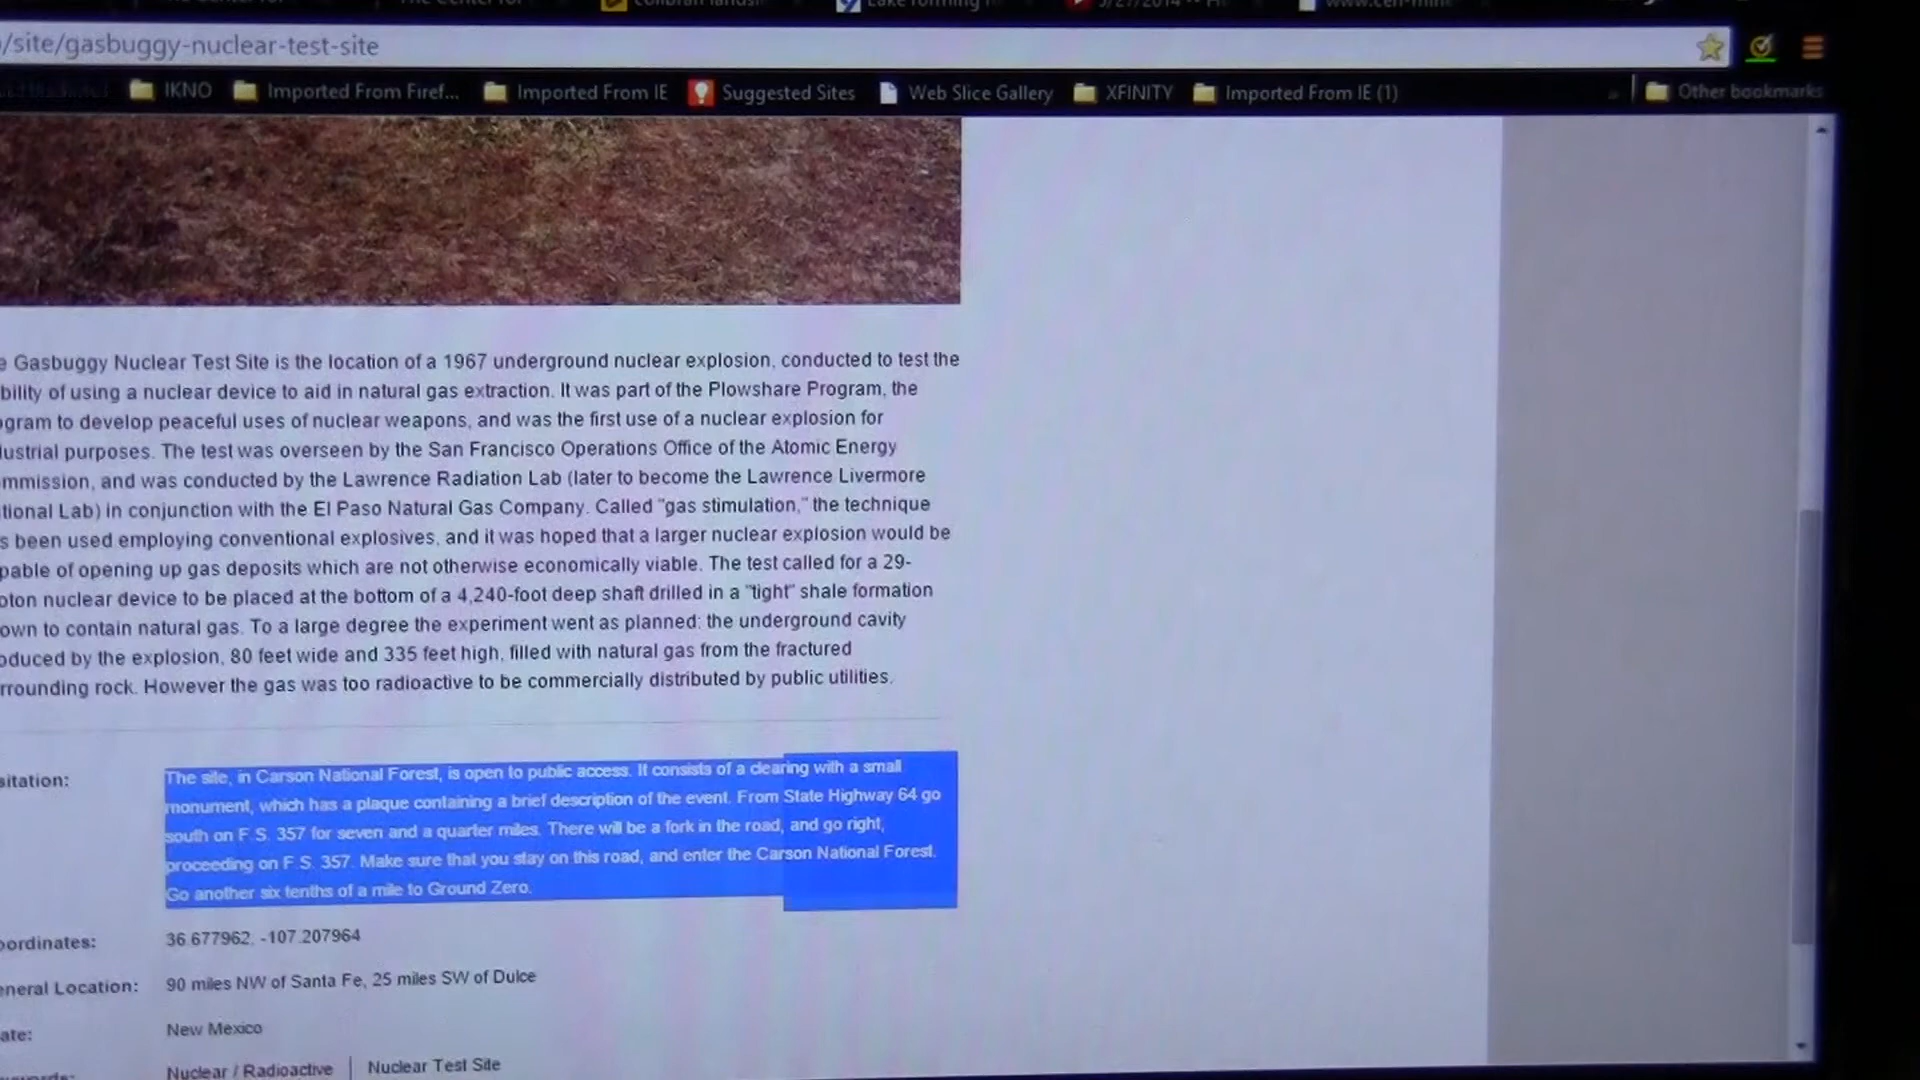 /site/gasbuggy-nuclear-test-site
IKNO Imported From Firef... Imported From IE Suggested Sites Web Slice Gallery XFINITY Imported From IE (1) » Other bookmarks
e Gasbuggy Nuclear Test Site is the location of a 1967 underground nuclear explosion, conducted to test the
bility of using a nuclear device to aid in natural gas extraction. It was part of the Plowshare Program, the
gram to develop peaceful uses of nuclear weapons, and was the first use of a nuclear explosion for
ustrial purposes. The test was overseen by the San Francisco Operations Office of the Atomic Energy
mmission, and was conducted by the Lawrence Radiation Lab (later to become the Lawrence Livermore
tional Lab) in conjunction with the El Paso Natural Gas Company. Called "gas stimulation," the technique
s been used employing conventional explosives, and it was hoped that a larger nuclear explosion would be
pable of opening up gas deposits which are not otherwise economically viable. The test called for a 29-
oton nuclear device to be placed at the bottom of a 4,240-foot deep shaft drilled in a "tight" shale formation
own to contain natural gas. To a large degree the experiment went as planned: the underground cavity
oduced by the explosion, 80 feet wide and 335 feet high, filled with natural gas from the fractured
rrounding rock. However the gas was too radioactive to be commercially distributed by public utilities.
sitation: The site, in Carson National Forest, is open to public access. It consists of a clearing with a small
monument, which has a plaque containing a brief description of the event. From State Highway 64 go
south on F.S. 357 for seven and a quarter miles. There will be a fork in the road, and go right,
proceeding on F.S. 357. Make sure that you stay on this road, and enter the Carson National Forest.
Go another six tenths of a mile to Ground Zero.
oordinates: 36.677962, -107.207964
eneral Location: 90 miles NW of Santa Fe, 25 miles SW of Dulce
ate: New Mexico
Nuclear / Radioactive | Nuclear Test Site